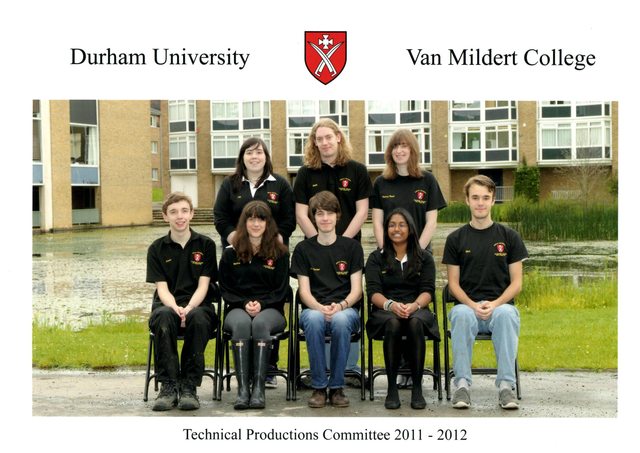 Durham University
Van Mildert College
Technical Productions Committee 2011 - 2012